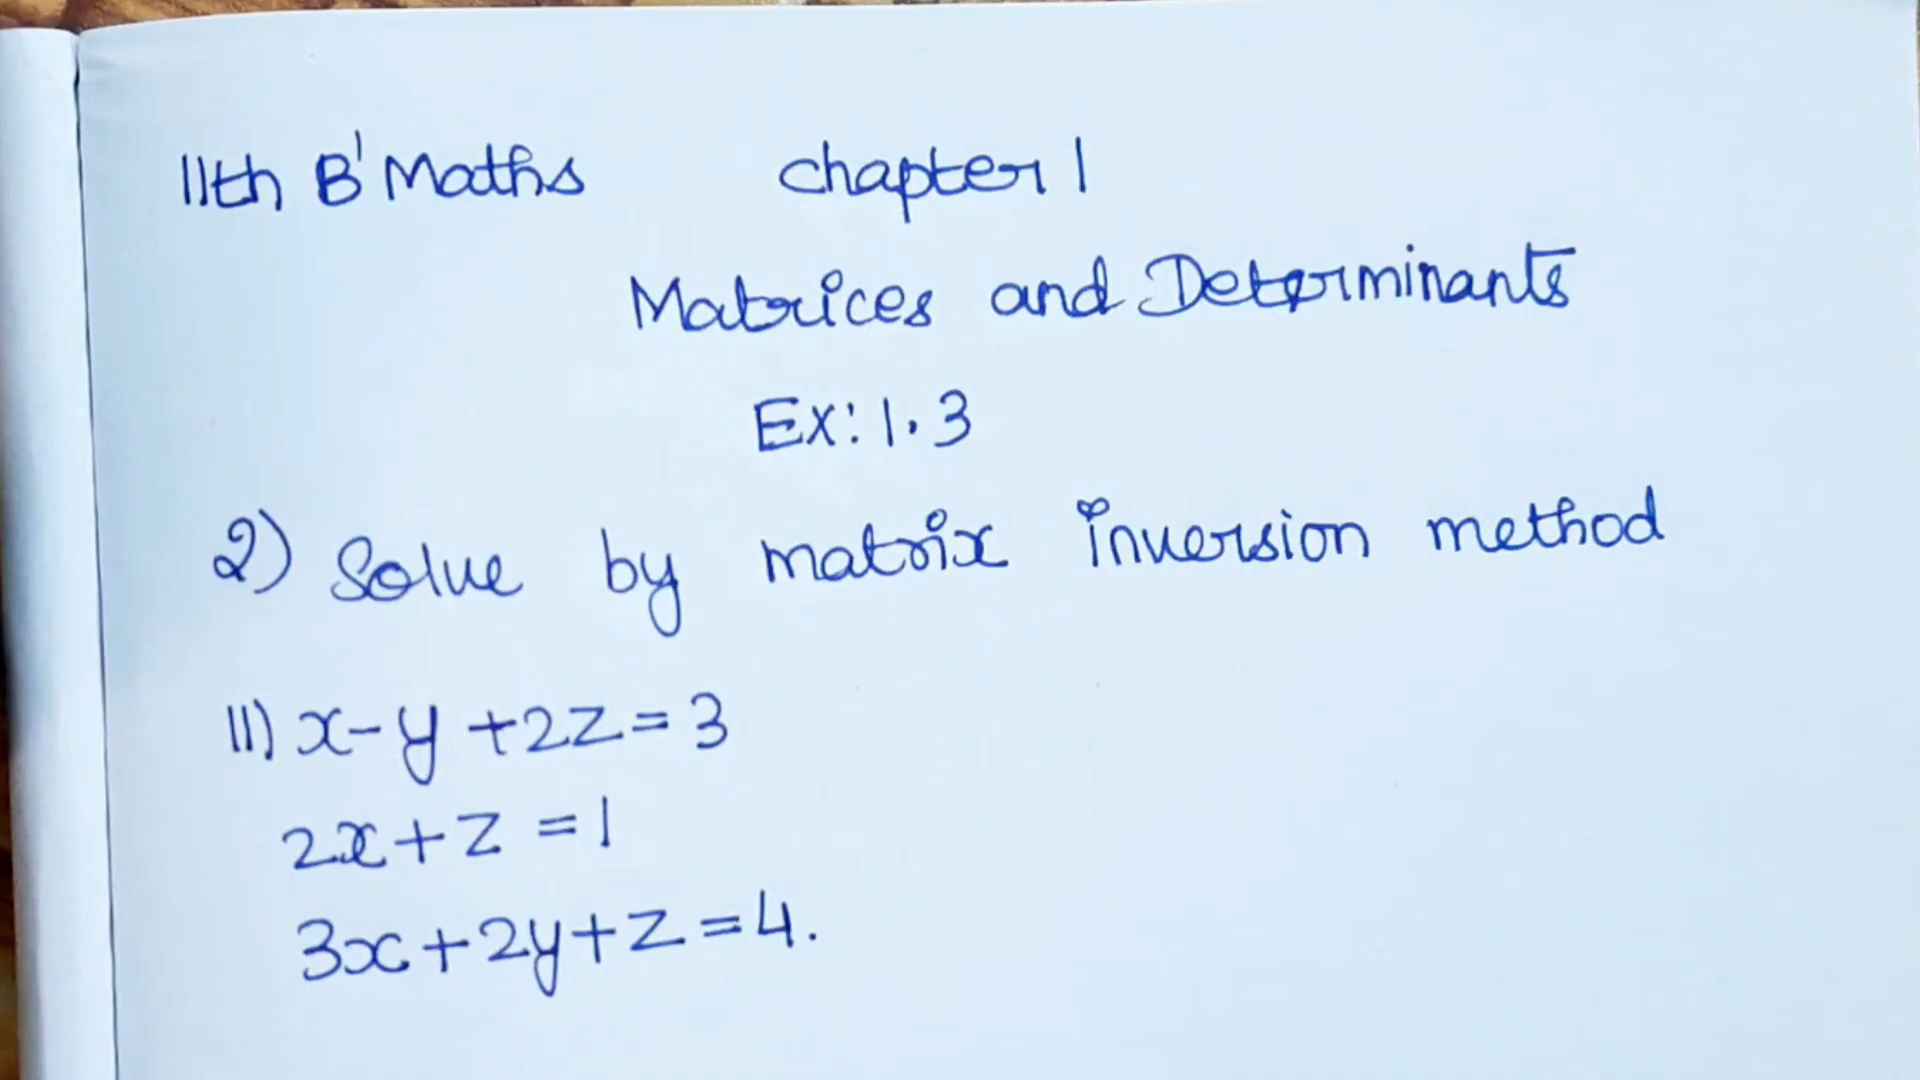 11th B'Maths chapter 1
Matrices and Determinants
Ex: 1.3
2) Solve by matrix inversion method
11) x-y+2z=3
2x+z=1
3x+2y+z=4.